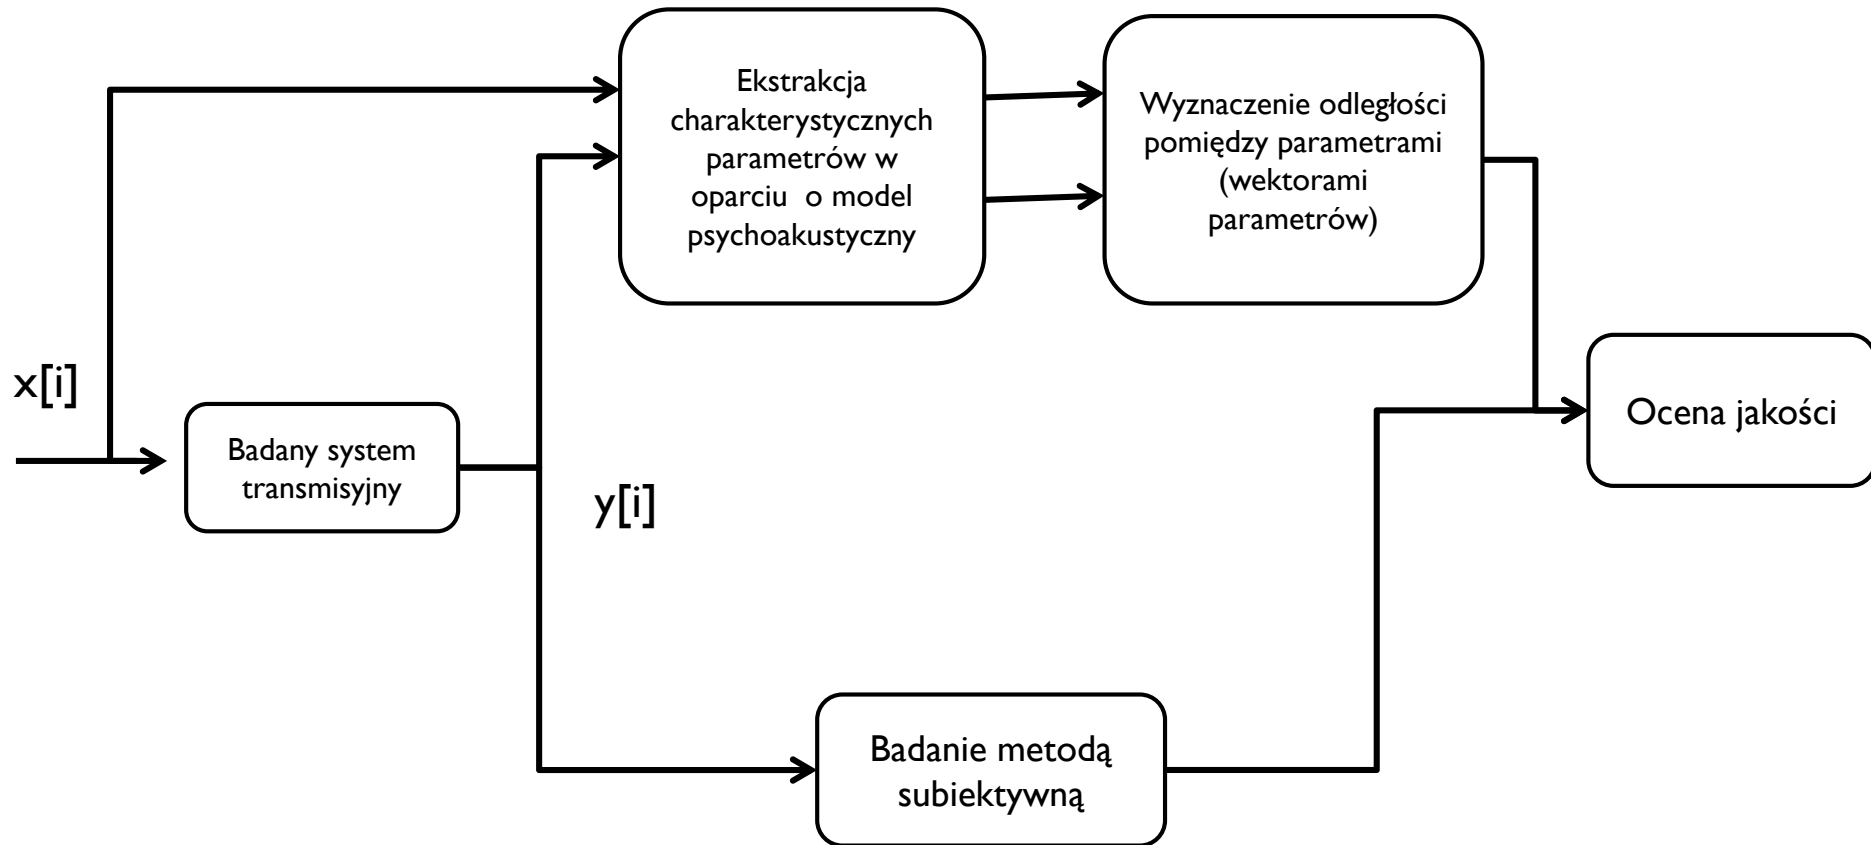 Ekstrakcja
charakterystycznych
parametrów w
oparciu  o model
psychoakustyczny
Wyznaczenie odległości
pomiędzy parametrami
(wektorami
parametrów)
x[i]
Badany system
transmisyjny
y[i]
Ocena jakości
Badanie metodą
subiektywną